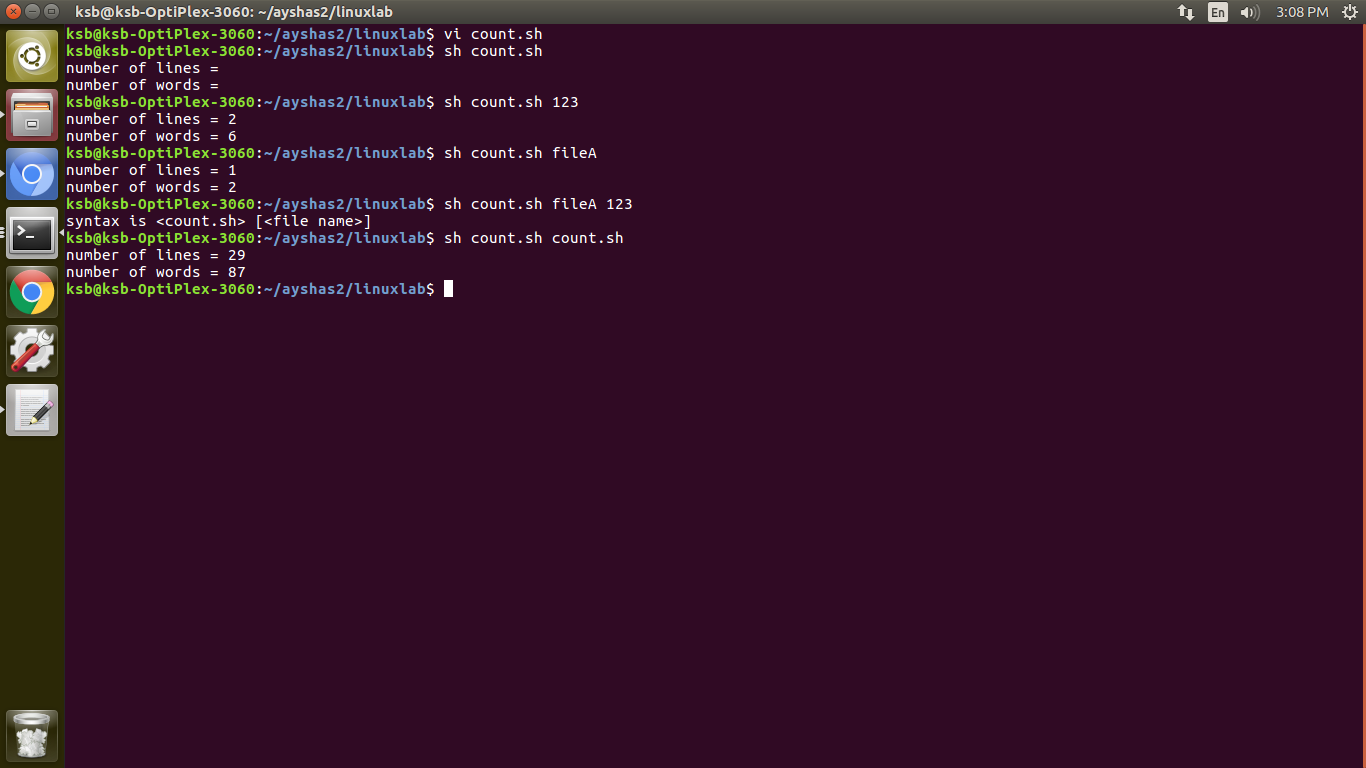 ksb@ksb-OptiPlex-3060: ~/ayshas2/linuxlab
En
3:08 PM
ksb@ksb-OptiPlex-3060:~/ayshas2/linuxlab$ vi count.sh
ksb@ksb-OptiPlex-3060:~/ayshas2/linuxlab$ sh count.sh
number of lines =
number of words =
ksb@ksb-OptiPlex-3060:~/ayshas2/linuxlab$ sh count.sh 123
number of lines = 2
number of words = 6
ksb@ksb-OptiPlex-3060:~/ayshas2/linuxlab$ sh count.sh fileA
number of lines = 1
number of words = 2
ksb@ksb-OptiPlex-3060:~/ayshas2/linuxlab$ sh count.sh fileA 123
syntax is <count.sh> [<file name>]
ksb@ksb-OptiPlex-3060:~/ayshas2/linuxlab$ sh count.sh count.sh
number of lines = 29
number of words = 87
ksb@ksb-OptiPlex-3060:~/ayshas2/linuxlab$